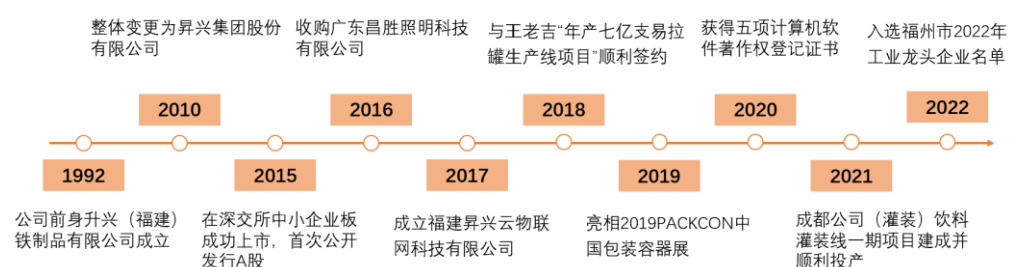 整体变更为昇兴集团股份
有限公司
收购广东昌胜照明科技
有限公司
与王老吉“年产七亿支易拉
罐生产线项目”顺利签约
获得五项计算机软
件著作权登记证书
入选福州市2022年
工业龙头企业名单
2010
2016
2018
2020
2022
1992
2015
2017
2019
2021
公司前身升兴（福建）
铁制品有限公司成立
在深交所中小企业板
成功上市，首次公开
发行A股
成立福建昇兴云物联
网科技有限公司
亮相2019PACKCON中
国包装容器展
成都公司（灌装）饮料
灌装线一期项目建成并
顺利投产